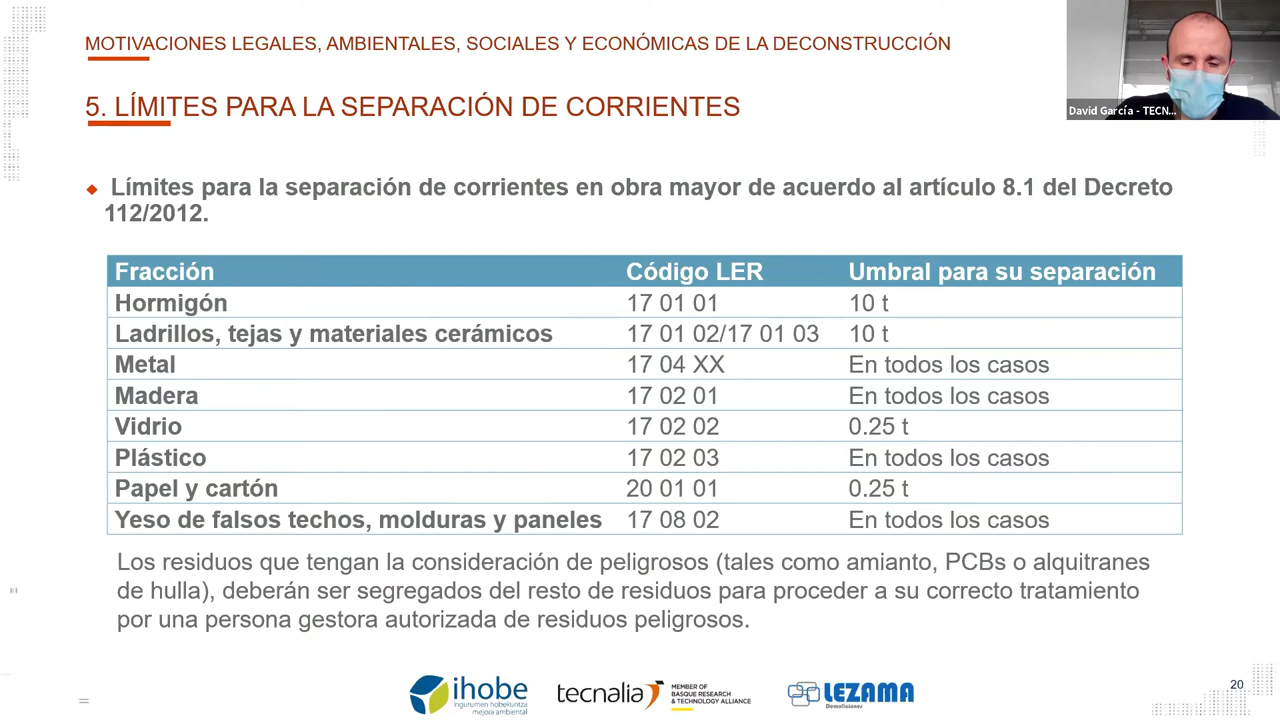 MOTIVACIONES LEGALES, AMBIENTALES, SOCIALES Y ECONÓMICAS DE LA DECONSTRUCCIÓN
David García - TECN...
5. LÍMITES PARA LA SEPARACIÓN DE CORRIENTES
Límites para la separación de corrientes en obra mayor de acuerdo al artículo 8.1 del Decreto
112/2012.
Fracción Código LER Umbral para su separación
Hormigón 17 01 01 10 t
Ladrillos, tejas y materiales cerámicos 17 01 02/17 01 03 10 t
Metal 17 04 XX En todos los casos
Madera 17 02 01 En todos los casos
Vidrio 17 02 02 0.25 t
Plástico 17 02 03 En todos los casos
Papel y cartón 20 01 01 0.25 t
Yeso de falsos techos, molduras y paneles 17 08 02 En todos los casos
Los residuos que tengan la consideración de peligrosos (tales como amianto, PCBs o alquitranes
de hulla), deberán ser segregados del resto de residuos para proceder a su correcto tratamiento
por una persona gestora autorizada de residuos peligrosos.
20
ihobe
ingurumen hobekuntza
mejora ambiental
tecnalia
MEMBER OF
BASQUE RESEARCH
& TECHNOLOGY ALLIANCE
LEZAMA
Demoliciones